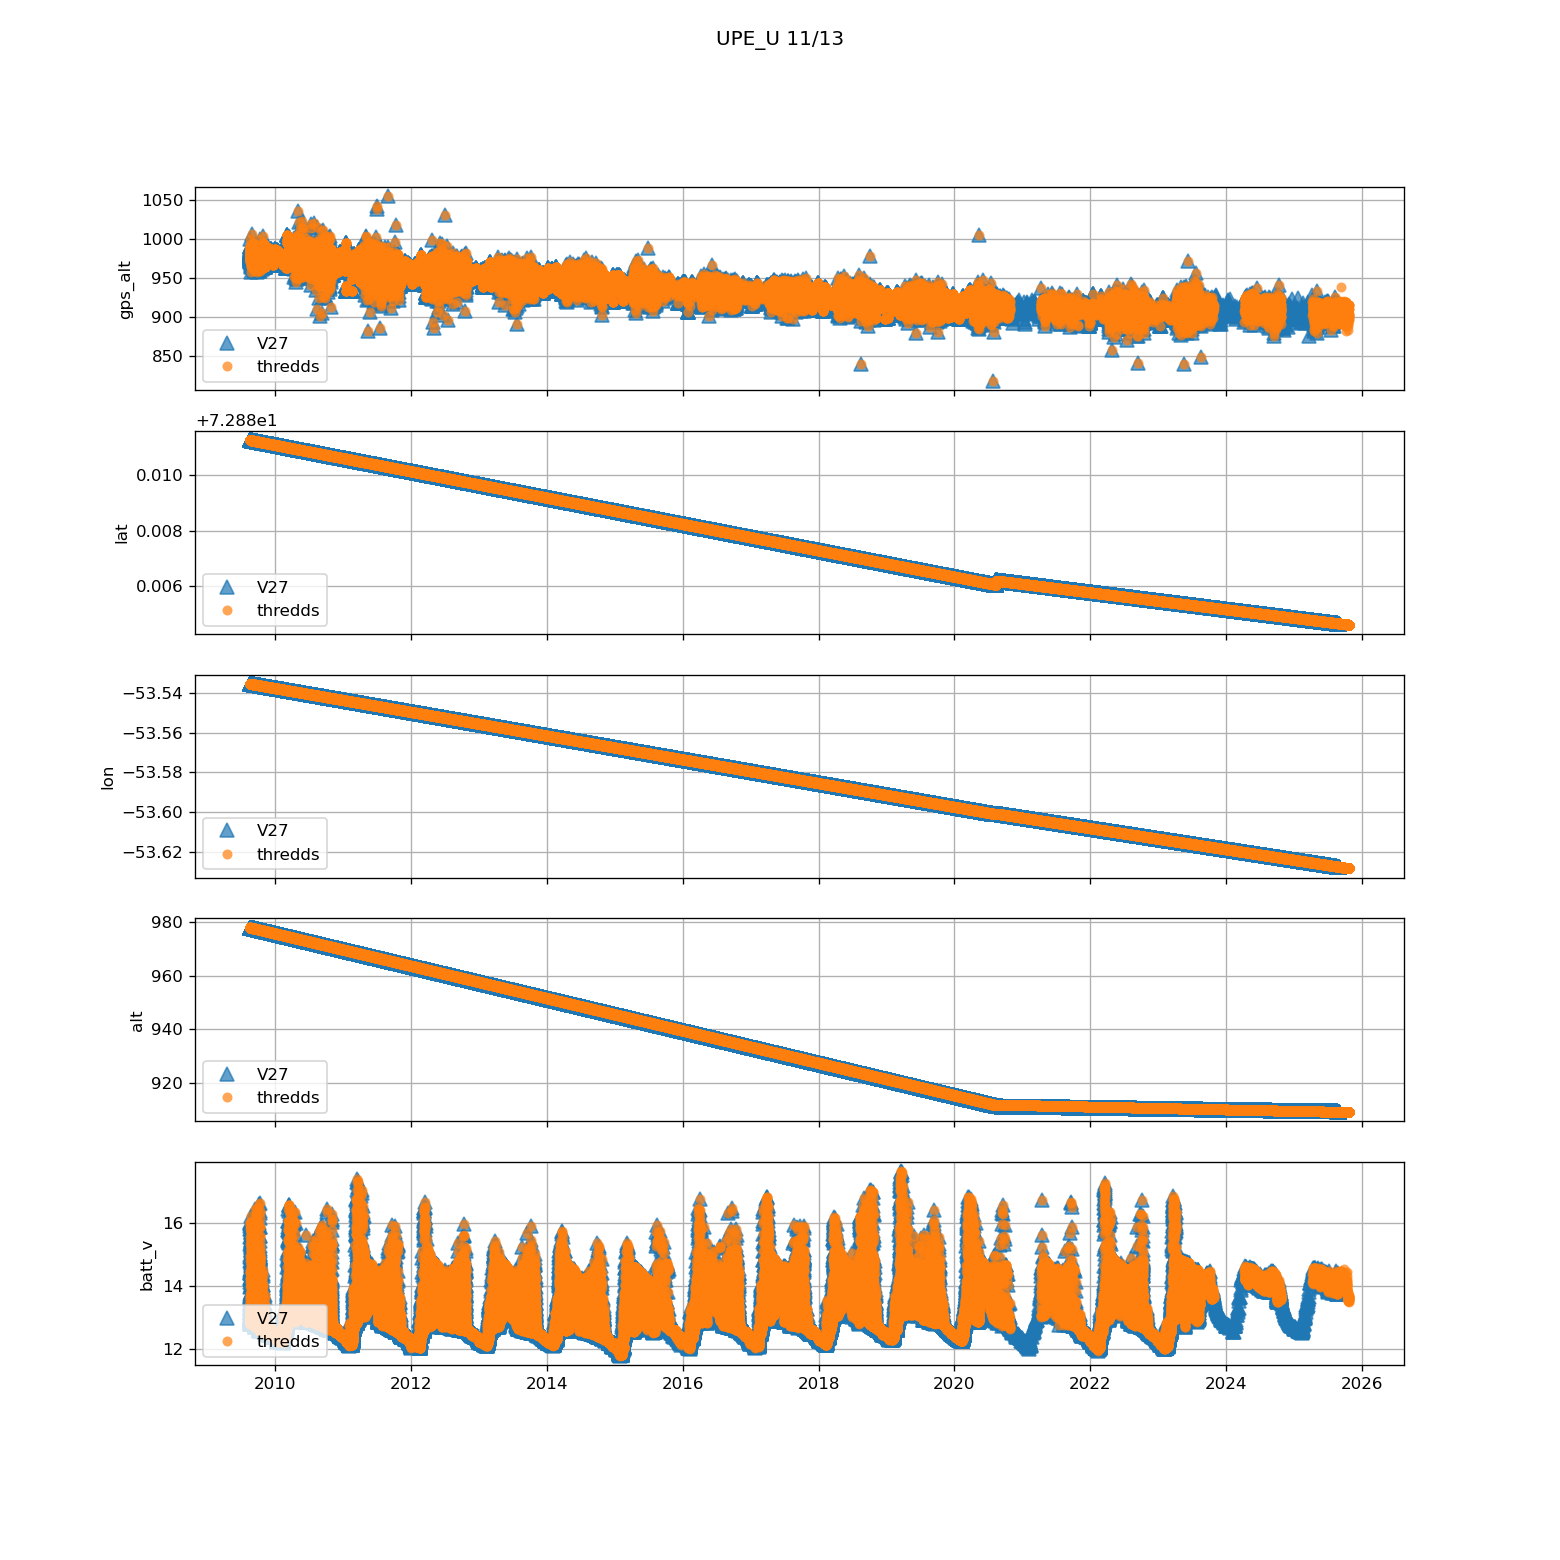 UPE_U 11/13
1050
1000
950
900
850
gps_alt
V27
thredds
+7.288e1
0.010
0.008
0.006
lat
V27
thredds
−53.54
−53.56
−53.58
−53.60
−53.62
lon
V27
thredds
980
960
940
920
alt
V27
thredds
16
14
12
batt_v
V27
thredds
2010 2012 2014 2016 2018 2020 2022 2024 2026